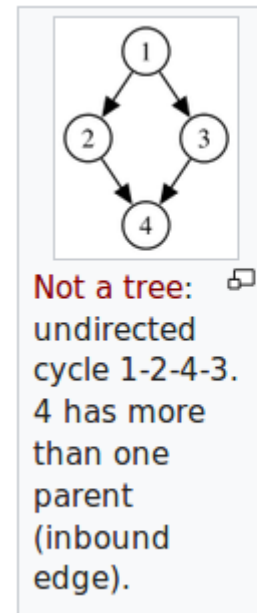 1
2 3
4
Not a tree:
undirected
cycle 1-2-4-3.
4 has more
than one
parent
(inbound
edge).